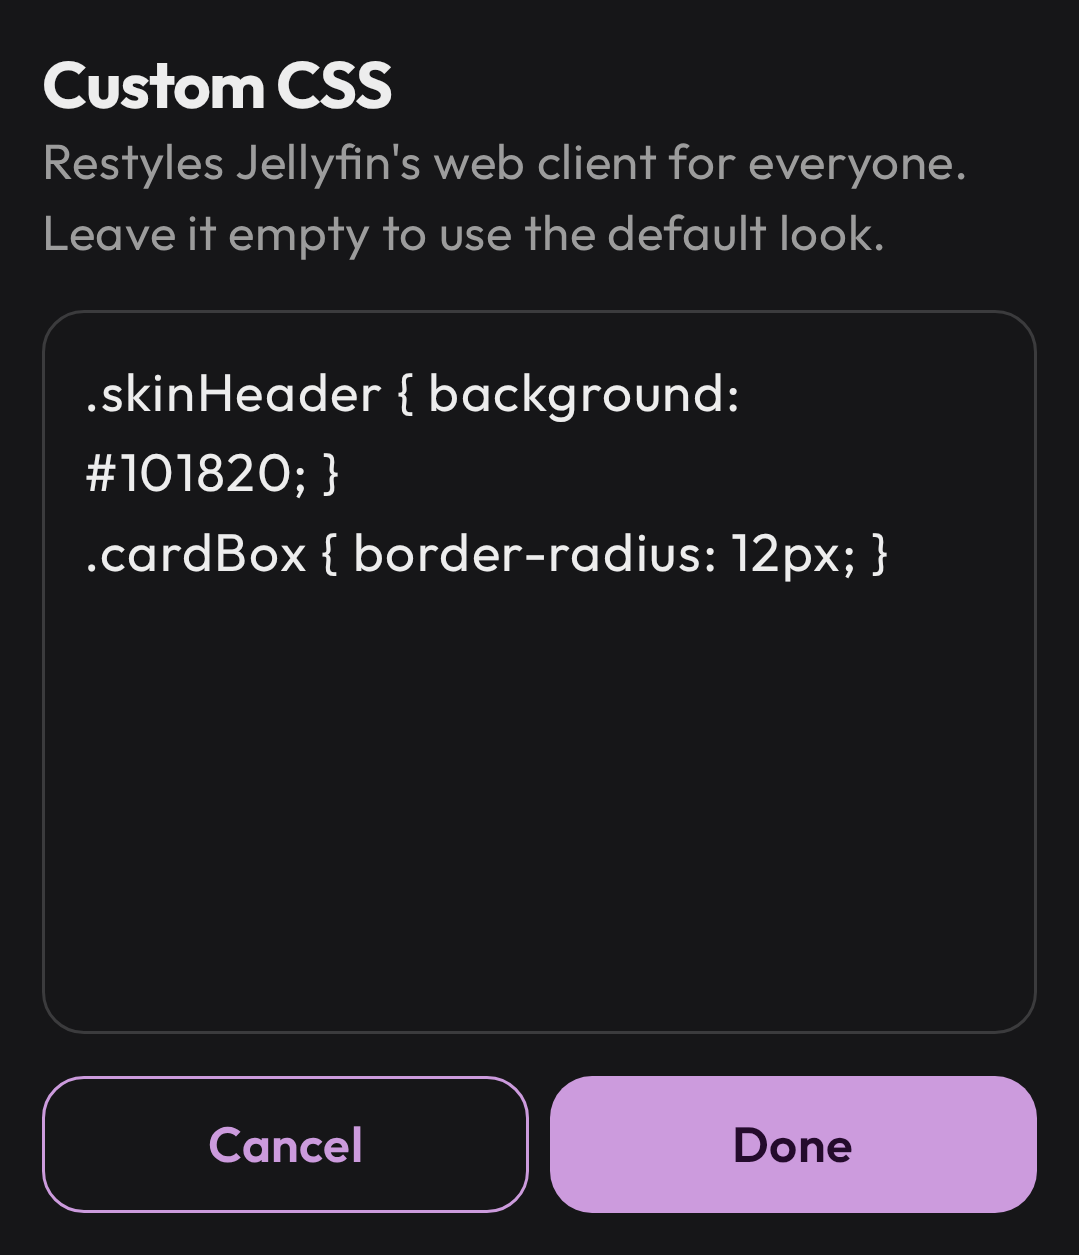 Custom CSS
Restyles Jellyfin's web client for everyone.
Leave it empty to use the default look.
.skinHeader { background:
#101820; }
.cardBox { border-radius: 12px; }
Cancel
Done